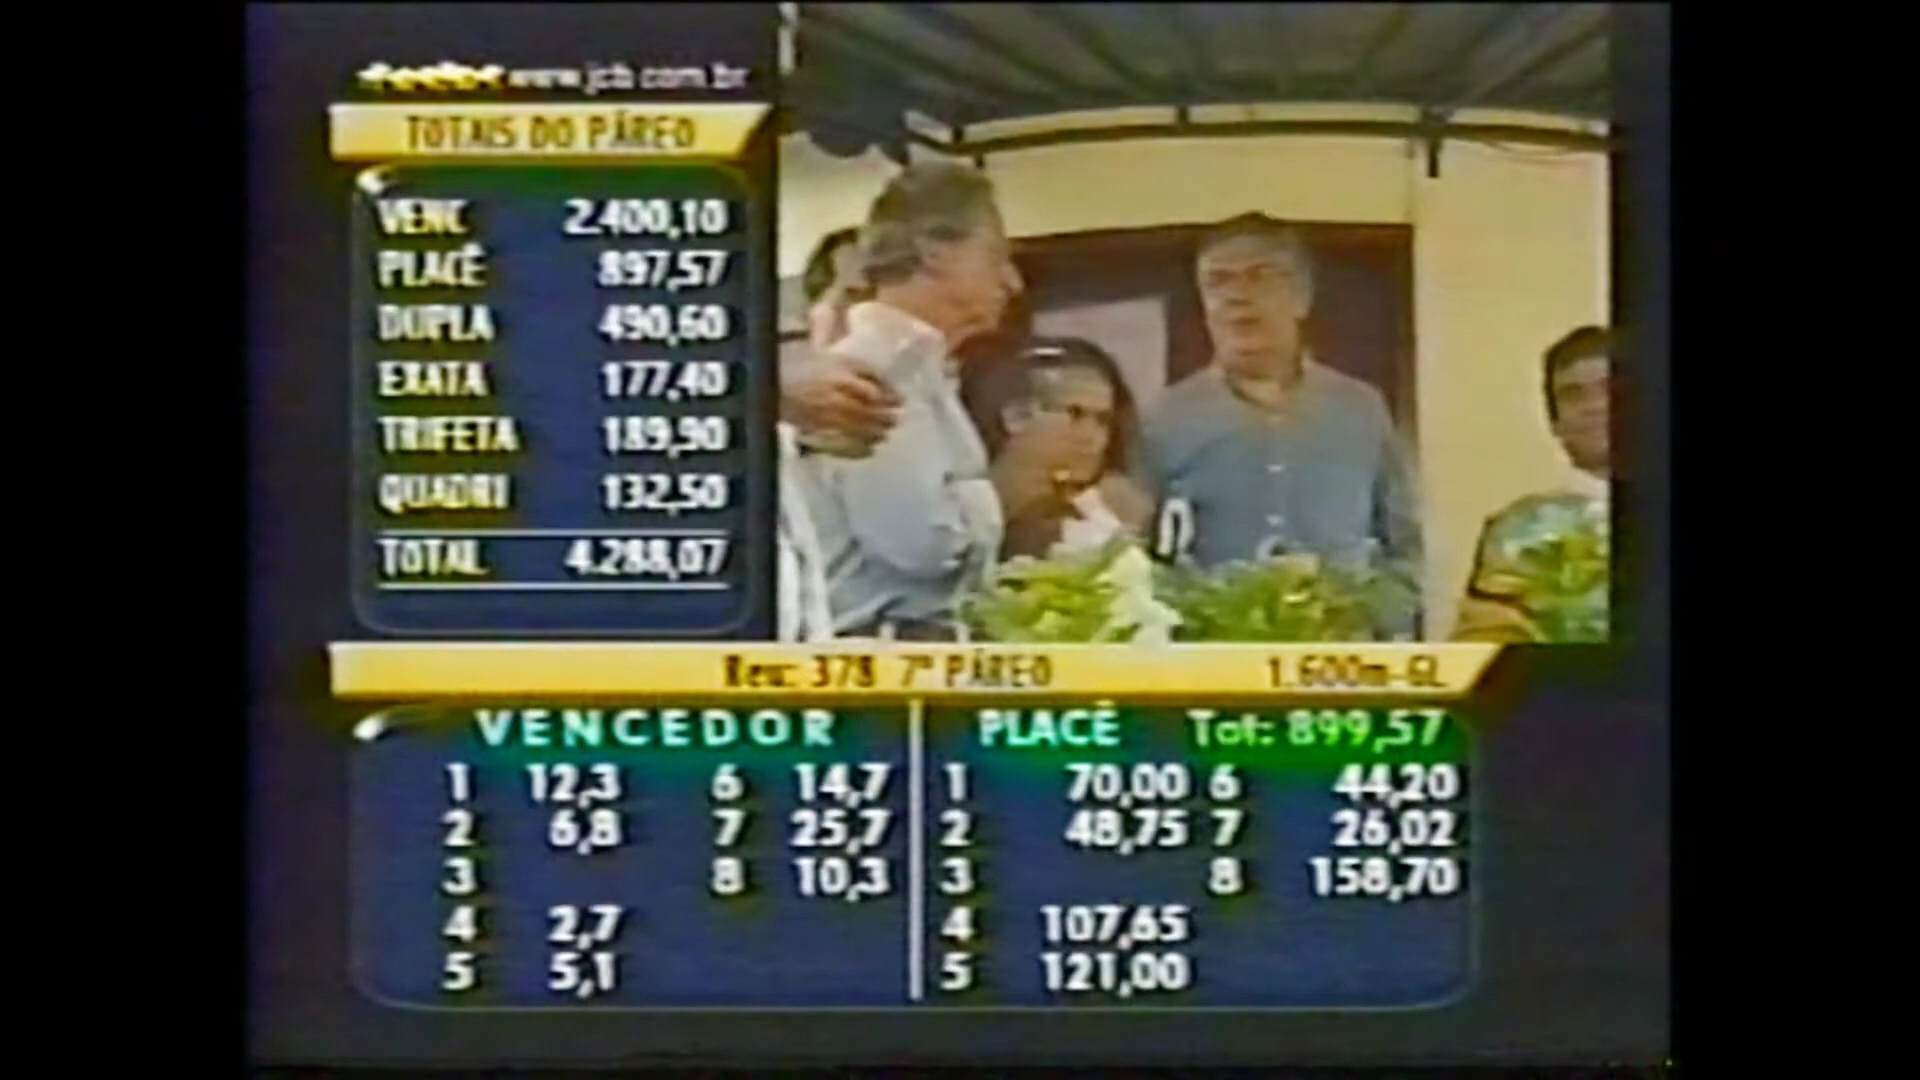 www.jcb.com.br
TOTAIS DO PÁREO
VENC 2.400,10
PLACÊ 897,57
DUPLA 490,60
EXATA 177,40
TRIFETA 189,90
QUADRI 132,50
TOTAL 4.288,07
Reu: 378 7º PÁREO 1.600m-GL
VENCEDOR PLACÊ Tot: 899,57
1 12,3 6 14,7 1 70,00 6 44,20
2 6,8 7 25,7 2 48,75 7 26,02
3 8 10,3 3 8 158,70
4 2,7 4 107,65
5 5,1 5 121,00